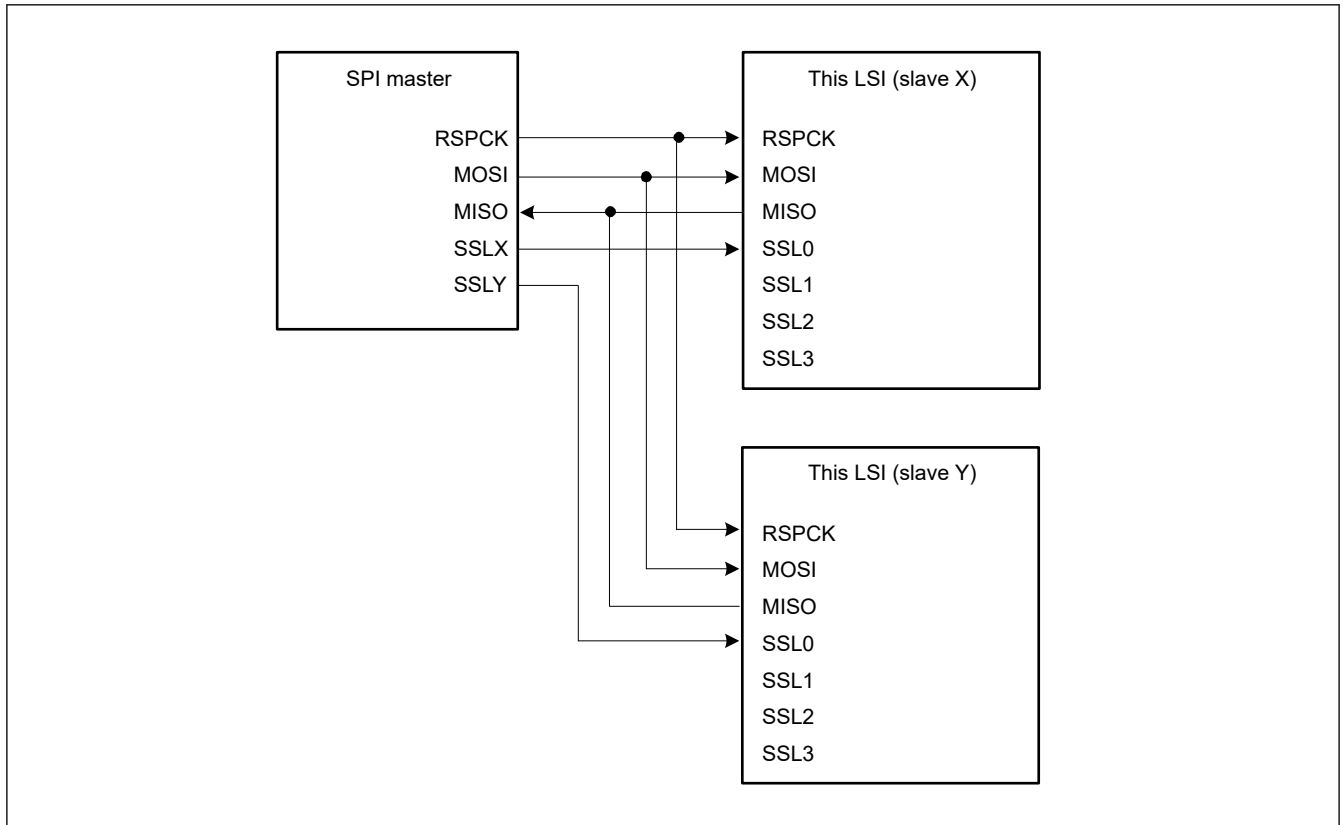 SPI master
RSPCK
MOSI
MISO
SSLX
SSLY
This LSI (slave X)
RSPCK
MOSI
MISO
SSL0
SSL1
SSL2
SSL3
This LSI (slave Y)
RSPCK
MOSI
MISO
SSL0
SSL1
SSL2
SSL3